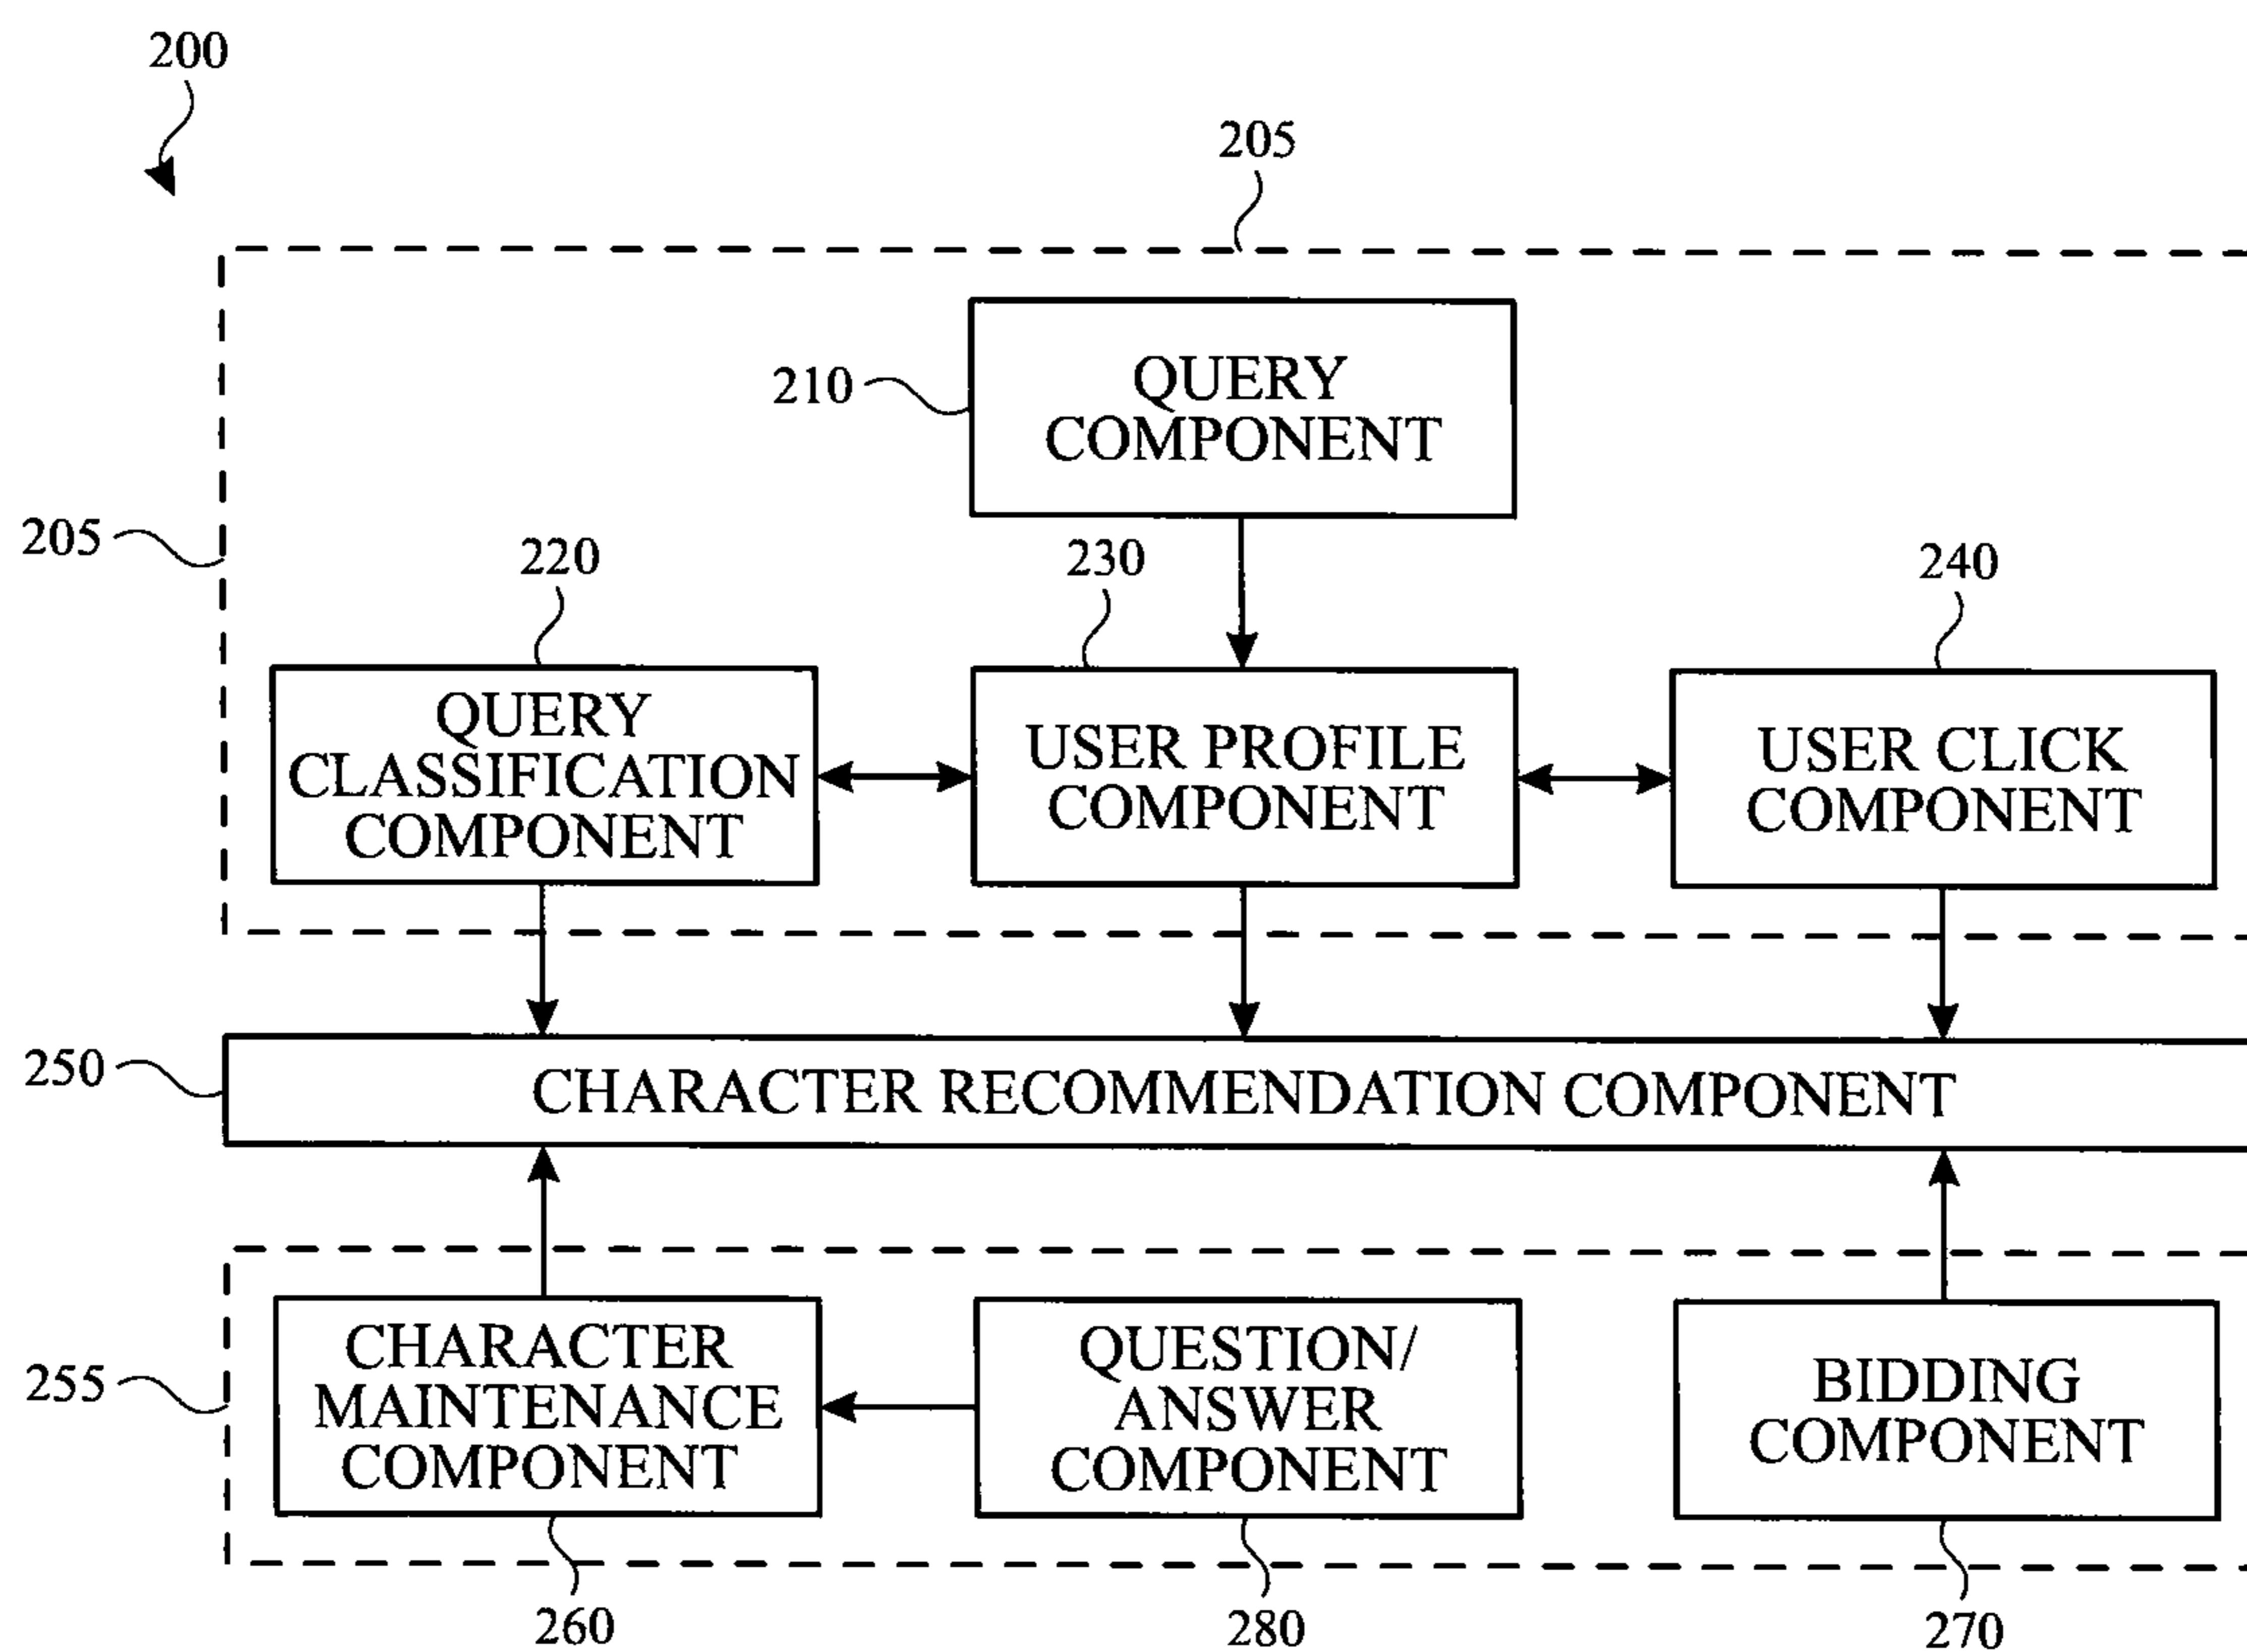 200
205
210
QUERY
COMPONENT
205
220
230
240
QUERY
CLASSIFICATION
COMPONENT
USER PROFILE
COMPONENT
USER CLICK
COMPONENT
250
CHARACTER RECOMMENDATION COMPONENT
255
CHARACTER
MAINTENANCE
COMPONENT
QUESTION/
ANSWER
COMPONENT
BIDDING
COMPONENT
260
280
270